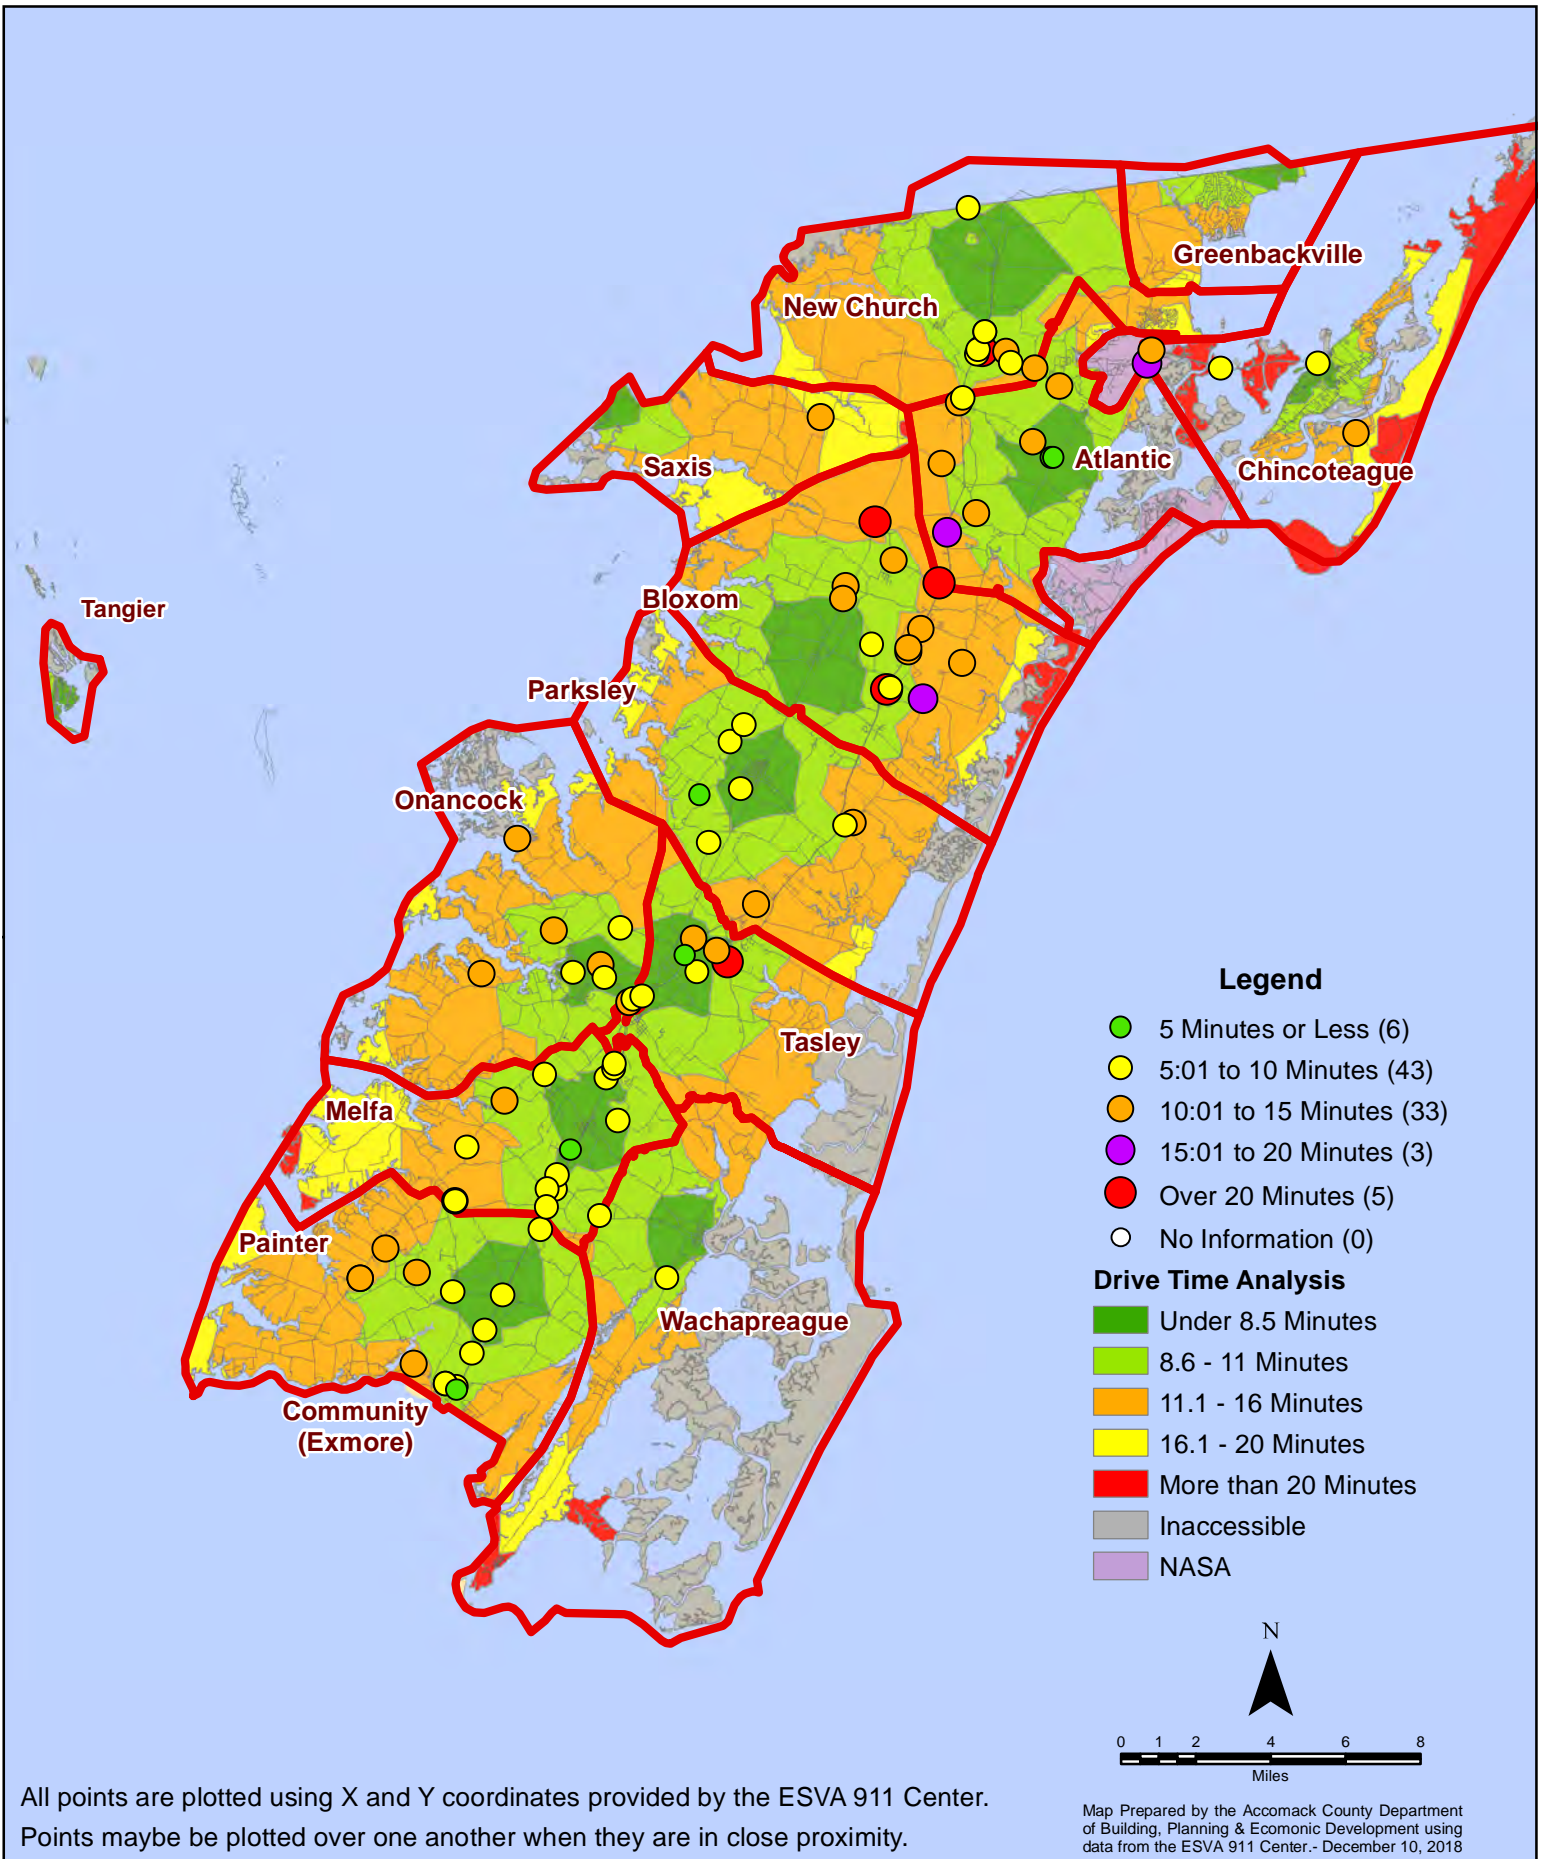 Greenbackville
New Church
Atlantic
Saxis
Chincoteague
Bloxom
Tangier
Parksley
Onancock
Legend
5 Minutes or Less (6)
5:01 to 10 Minutes (43)
10:01 to 15 Minutes (33)
15:01 to 20 Minutes (3)
Over 20 Minutes (5)
No Information (0)
Drive Time Analysis
Under 8.5 Minutes
8.6 - 11 Minutes
11.1 - 16 Minutes
16.1 - 20 Minutes
More than 20 Minutes
Inaccessible
NASA
Tasley
Melfa
Painter
Wachapreague
Community
(Exmore)
N
0 1 2 4 6 8
Miles
All points are plotted using X and Y coordinates provided by the ESVA 911 Center.
Points maybe be plotted over one another when they are in close proximity.
Map Prepared by the Accomack County Department
of Building, Planning & Ecomonic Development using
data from the ESVA 911 Center.- December 10, 2018